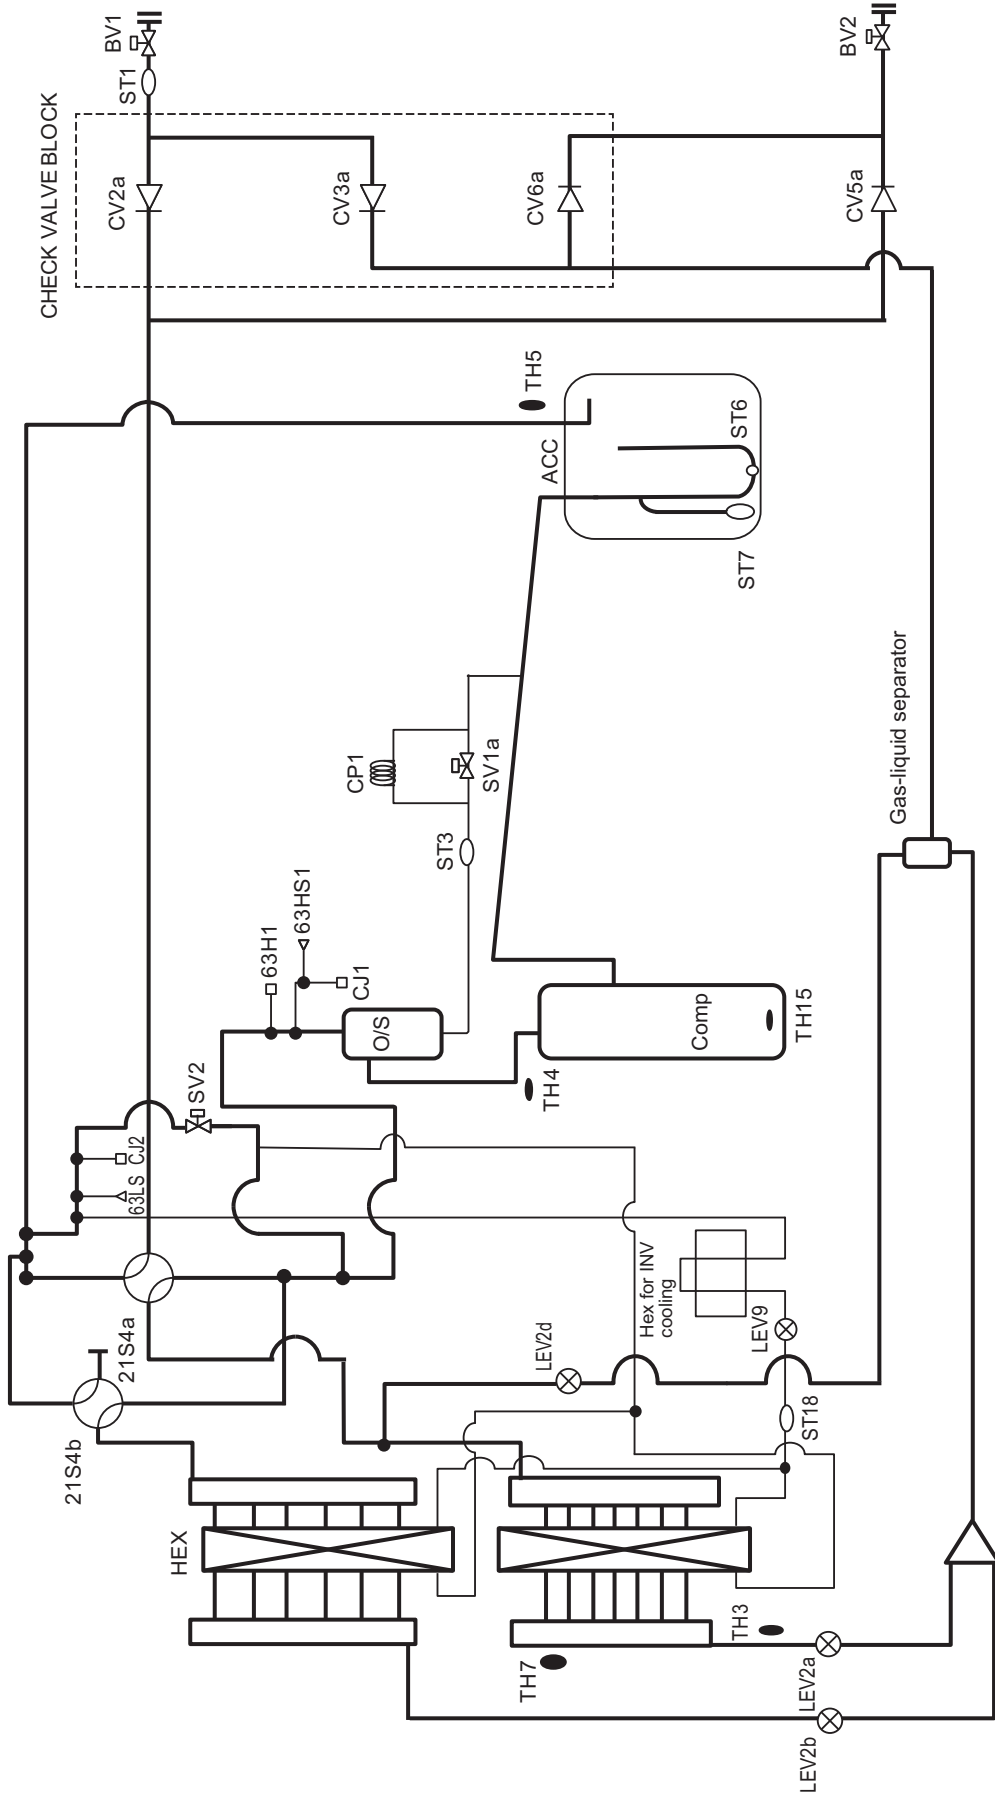 CHECK VALVE BLOCK
BV1
ST1
CV2a
CV3a
CV6a
CV5a
BV2
TH5
ACC
ST6
ST7
CP1
SV1a
ST3
Gas-liquid separator
63H1
63HS1
CJ1
O/S
Comp
TH15
TH4
SV2
CJ2
63LS
21S4a
21S4b
Hex for INV
cooling
LEV9
LEV2d
ST18
HEX
TH7
TH3
LEV2a
LEV2b